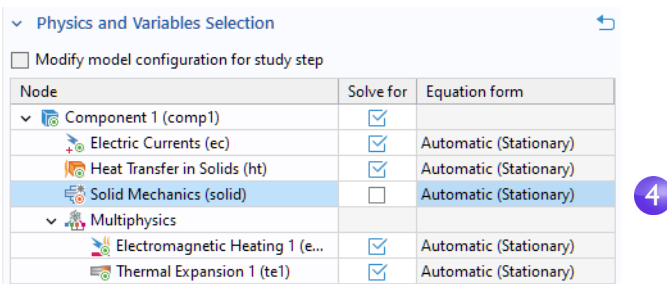 Physics and Variables Selection
Modify model configuration for study step
Node Solve for Equation form
Component 1 (comp1)
Electric Currents (ec) Automatic (Stationary)
Heat Transfer in Solids (ht) Automatic (Stationary)
Solid Mechanics (solid) Automatic (Stationary)
4
Multiphysics
Electromagnetic Heating 1 (e... Automatic (Stationary)
Thermal Expansion 1 (te1) Automatic (Stationary)